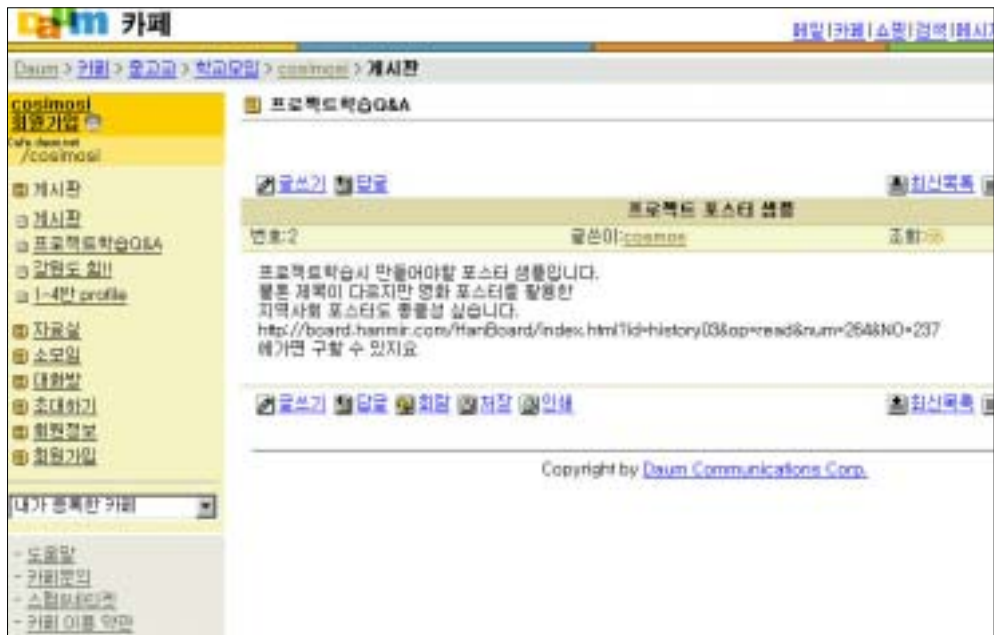 Daum 카페
메일|카페|쇼핑|검색|메시지
Daum > 카페 > 중고교 > 학교모임 > cosimosi > 게시판
cosimosi
회원가입
Cafe.daum.net
/cosimosi
게시판
게시판
프로젝트학습Q&A
강원도 힘!!
1-4반 profile
자료실
소모임
대화방
초대하기
회원정보
회원가입
내가 등록한 카페
- 도움말
- 카페문의
- 스팸&네티켓
- 카페 이용 약관
프로젝트학습Q&A
글쓰기 답글 최신목록
프로젝트 포스터 샘플
번호:2 글쓴이:cosmos 조회:
프로젝트학습시 만들어야할 포스터 샘플입니다.
물론 제목이 다르지만 영화 포스터를 활용한
지역사회 포스터도 좋을성 싶습니다.
http://board.hanmir.com/HanBoard/index.html?id=history03&op=read&num=264&NO=237
에가면 구할 수 있지요
글쓰기 답글 메일 저장 인쇄 최신목록
Copyright by Daum Communications Corp.